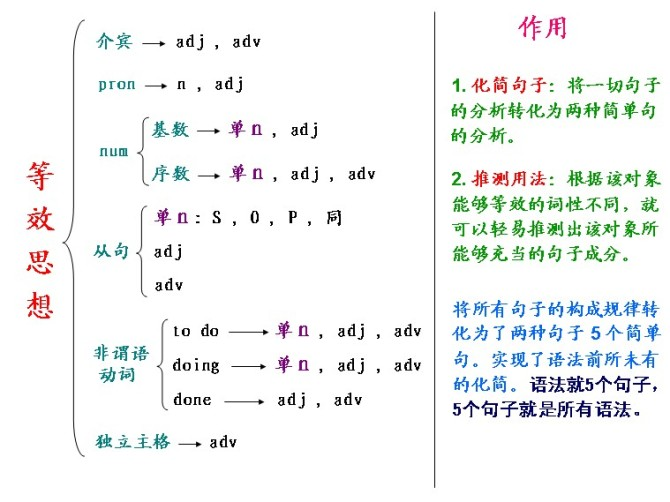 等效思想
介宾 → adj , adv
pron → n , adj
num
基数 → 单n , adj
序数 → 单n , adj , adv
从句
单n : S , O , P , 同
adj
adv
非谓语
动词
to do → 单n , adj , adv
doing → 单n , adj , adv
done → adj , adv
独立主格 → adv
作用
1. 化简句子：将一切句子
的分析转化为两种简单句
的分析。
2. 推测用法：根据该对象
能够等效的词性不同，就
可以轻易推测出该对象所
能够充当的句子成分。
将所有句子的构成规律转
化为了两种句子 5 个简单
句。实现了语法前所未有
的化简。语法就5个句子，
5个句子就是所有语法。